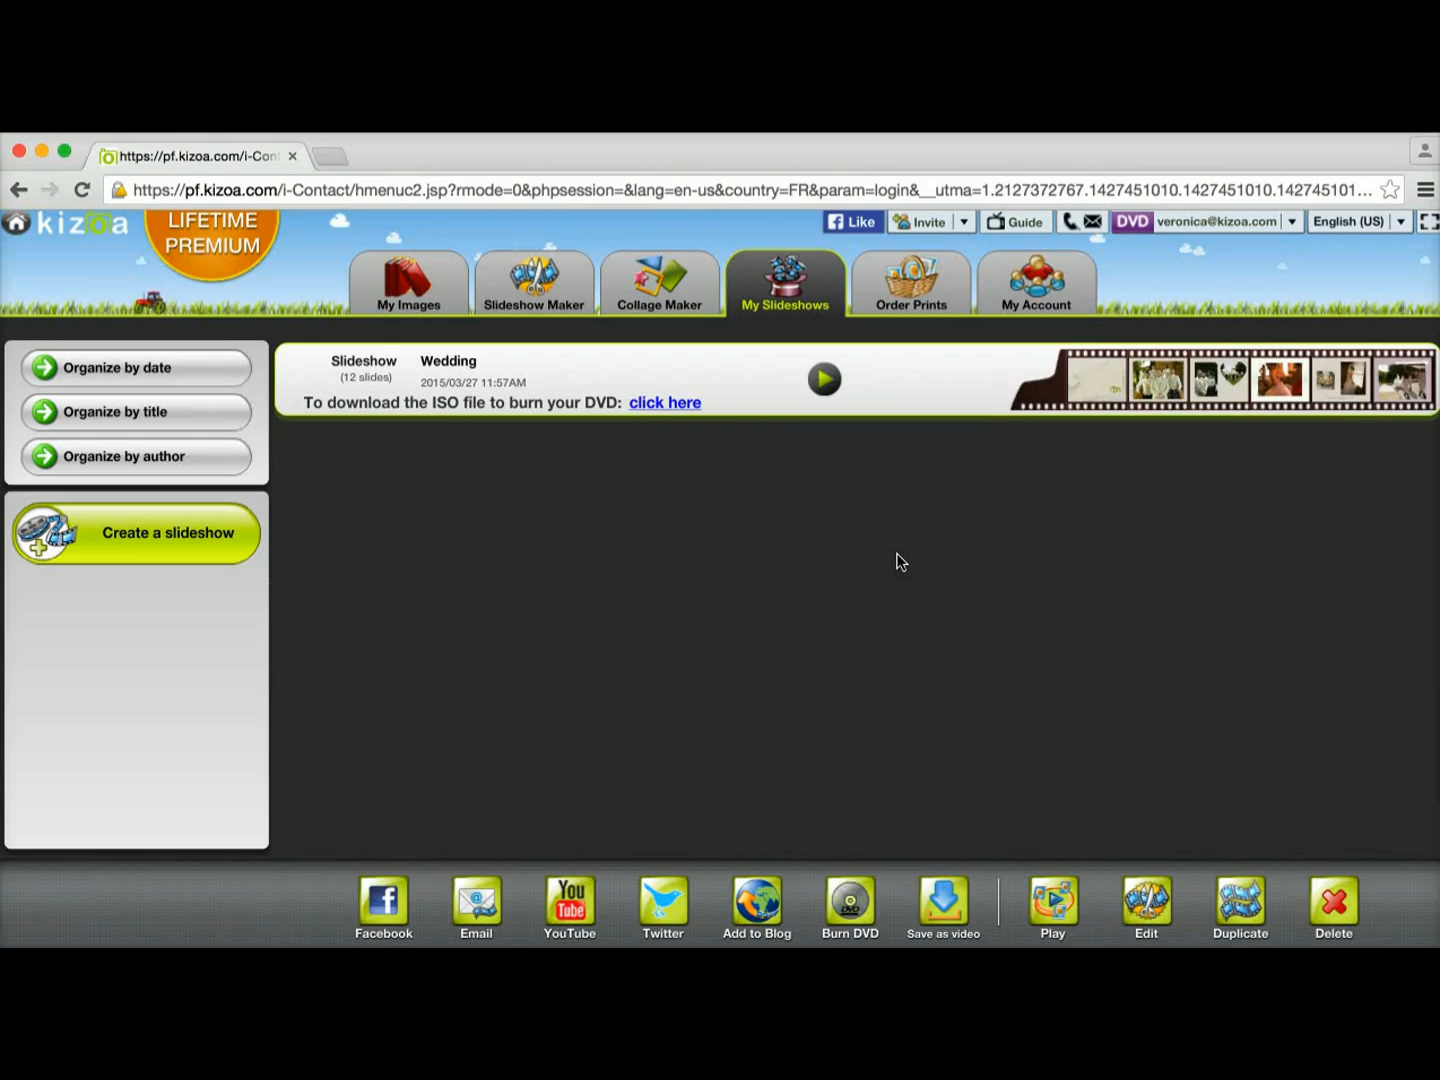 https://pf.kizoa.com/i-Con
https://pf.kizoa.com/i-Contact/hmenuc2.jsp?rmode=0&phpsession=&lang=en-us&country=FR&param=login&__utma=1.2127372767.1427451010.1427451010.142745101...
kizoa
LIFETIME
PREMIUM
Like
Invite
Guide
DVD veronica@kizoa.com
English (US)
My Images
Slideshow Maker
Collage Maker
My Slideshows
Order Prints
My Account
Organize by date
Organize by title
Organize by author
Create a slideshow
Slideshow
(12 slides)
Wedding
2015/03/27 11:57AM
To download the ISO file to burn your DVD: click here
f
@
You
Tube
DVD
Facebook
Email
YouTube
Twitter
Add to Blog
Burn DVD
Save as video
Play
Edit
Duplicate
Delete